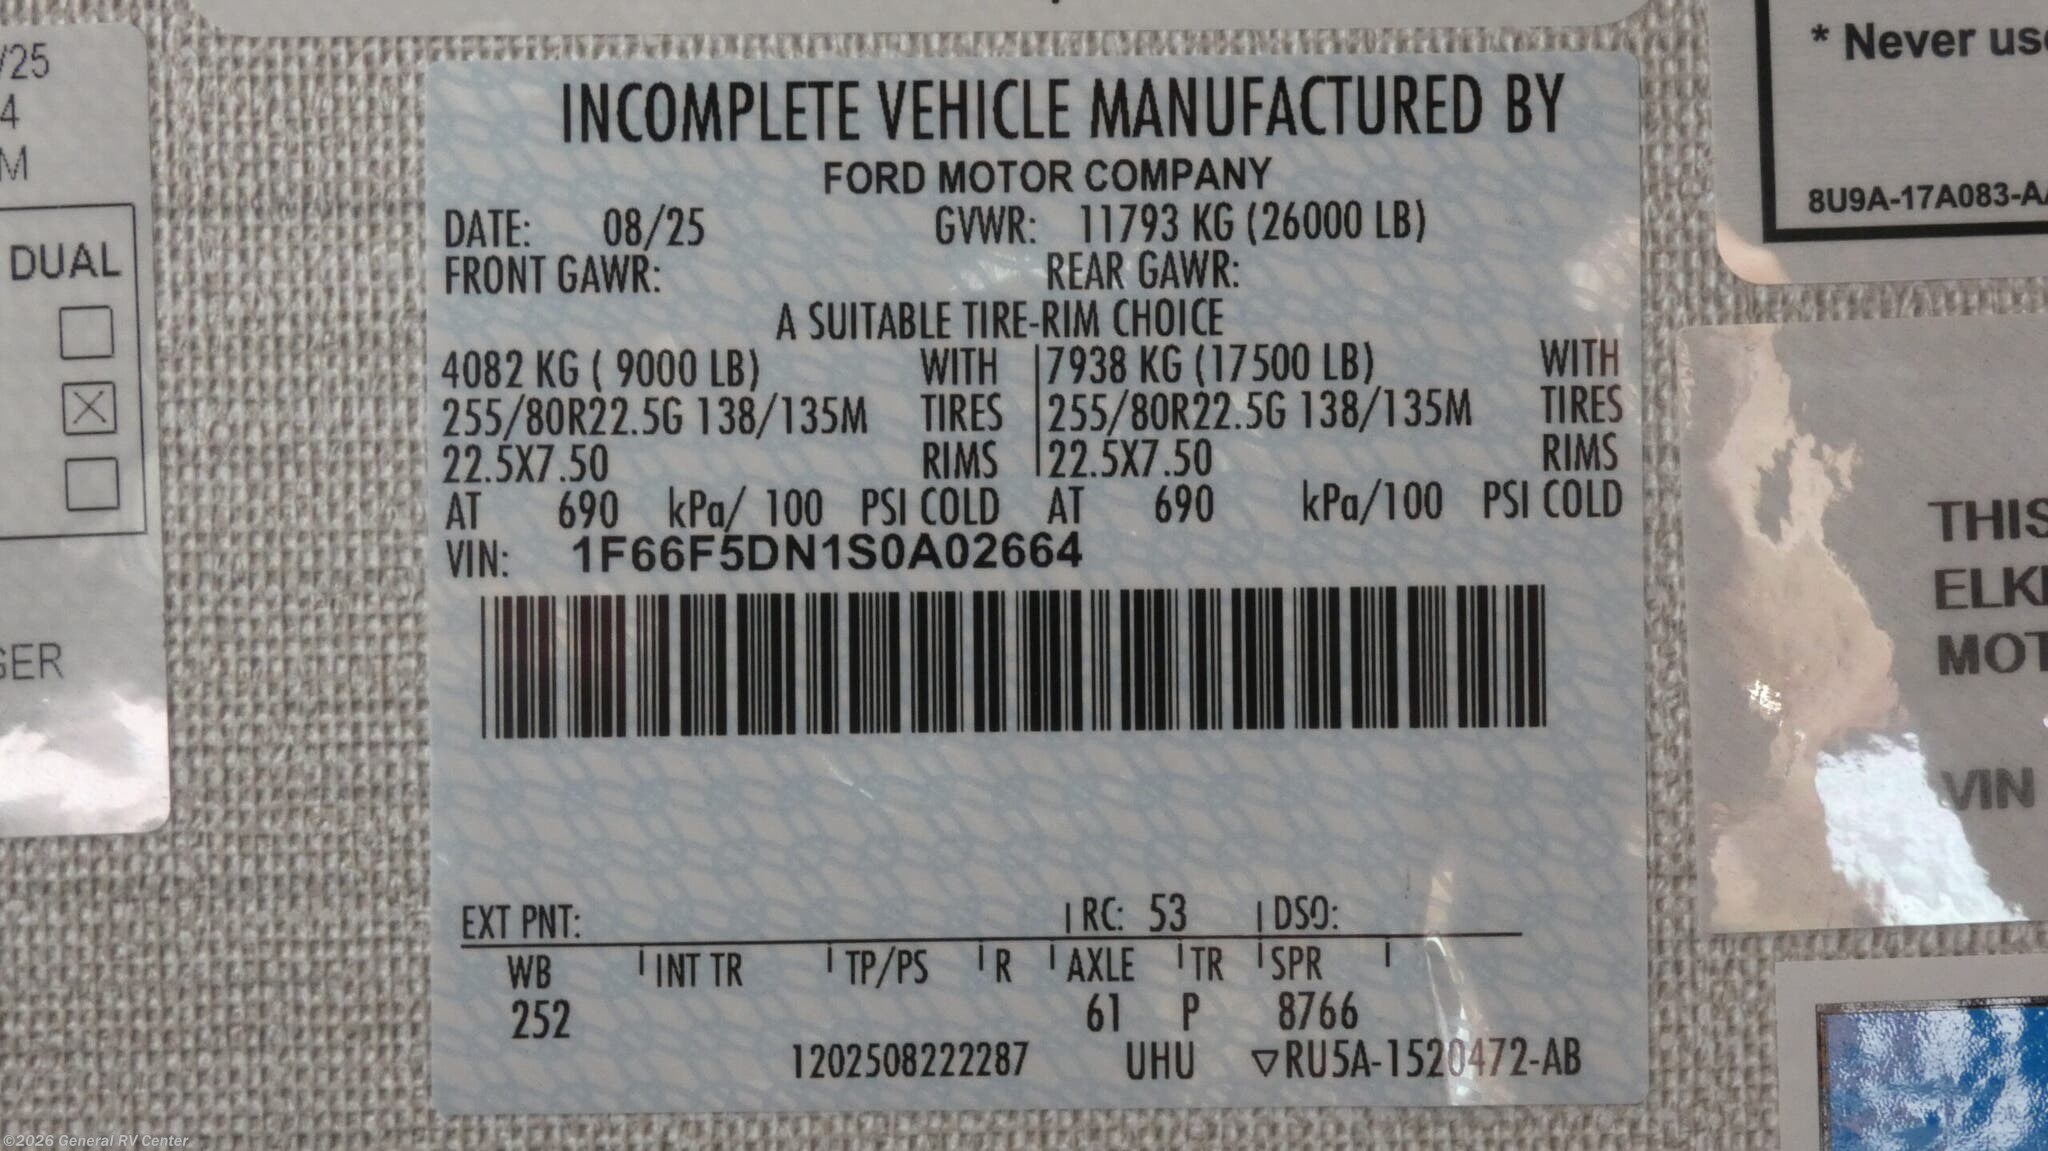 /25
4
M
DUAL
GER
INCOMPLETE VEHICLE MANUFACTURED BY
FORD MOTOR COMPANY
DATE: 08/25 GVWR: 11793 KG (26000 LB)
FRONT GAWR: REAR GAWR:
A SUITABLE TIRE-RIM CHOICE
4082 KG ( 9000 LB) WITH 7938 KG (17500 LB) WITH
255/80R22.5G 138/135M TIRES 255/80R22.5G 138/135M TIRES
22.5X7.50 RIMS 22.5X7.50 RIMS
AT 690 kPa/ 100 PSI COLD AT 690 kPa/100 PSI COLD
VIN: 1F66F5DN1S0A02664
EXT PNT: RC: 53 DSO:
WB INT TR TP/PS R AXLE TR SPR
252 61 P 8766
1202508222287 UHU ▽RU5A-1520472-AB
* Never use
8U9A-17A083-AA
THIS
ELK
MOT
VIN
©2026 General RV Center